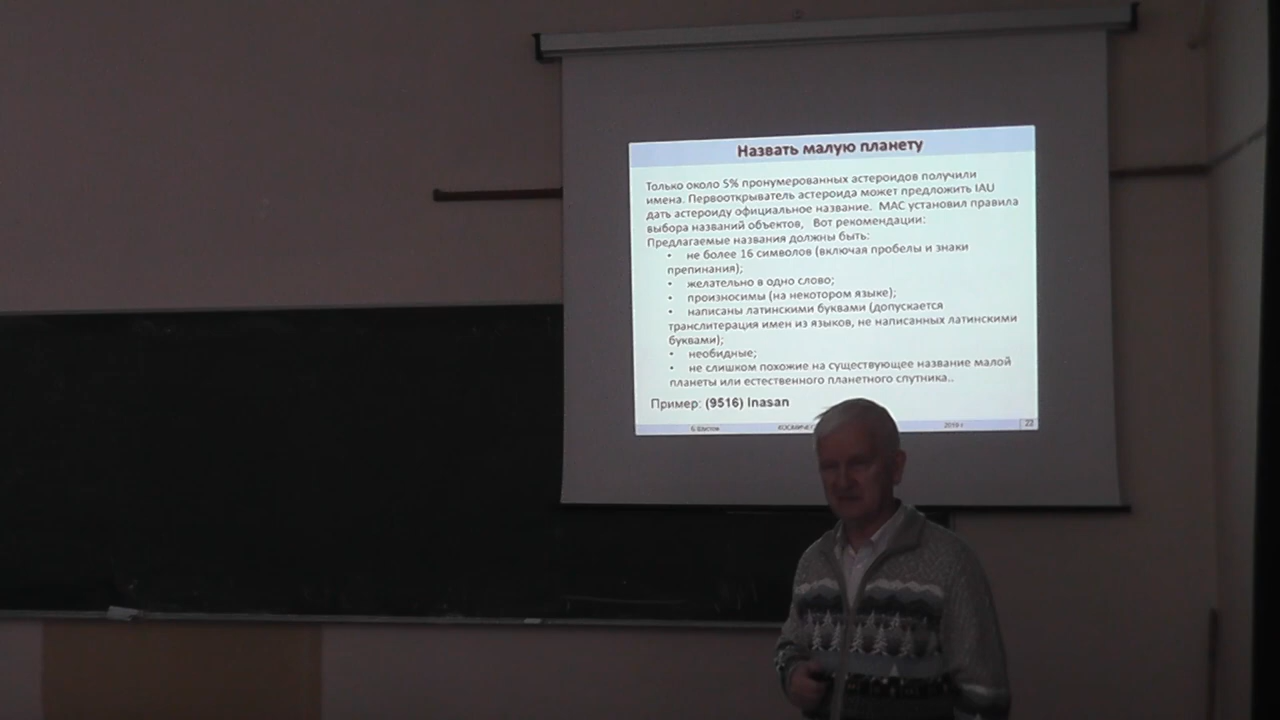 Назвать малую планету
Только около 5% пронумерованных астероидов получили
имена. Первооткрыватель астероида может предложить IAU
дать астероиду официальное название. МАС установил правила
выбора названий объектов, Вот рекомендации:
Предлагаемые названия должны быть:
• не более 16 символов (включая пробелы и знаки
препинания);
• желательно в одно слово;
• произносимы (на некотором языке);
• написаны латинскими буквами (допускается
транслитерация имен из языков, не написанных латинскими
буквами);
• необидные;
• не слишком похожие на существующее название малой
планеты или естественного планетного спутника..
Пример: (9516) Inasan
Б.Шустов 2019 г. 22